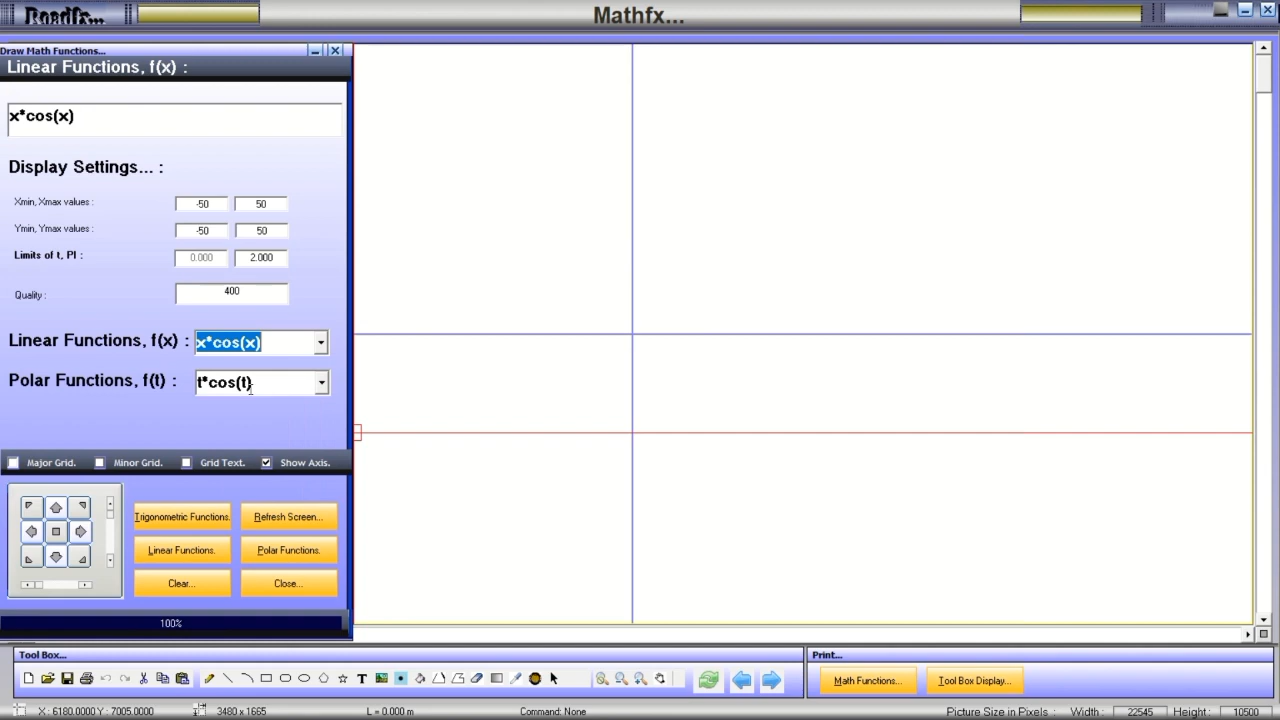 Roadfx...
Mathfx...
Draw Math Functions...
Linear Functions, f(x) :
x*cos(x)
Display Settings... :
Xmin, Xmax values : -50 50
Ymin, Ymax values : -50 50
Limits of t, PI : 0.000 2.000
Quality : 400
Linear Functions, f(x) : x*cos(x)
Polar Functions, f(t) : t*cos(t)
Major Grid. Minor Grid. Grid Text. Show Axis.
Trigonometric Functions. Refresh Screen...
Linear Functions. Polar Functions.
Clear... Close...
100%
Tool Box... Print...
T
Math Functions... Tool Box Display...
X : 6180.0000 Y : 7005.0000 3480 x 1665 L = 0.000 m Command: None Picture Size in Pixels : Width : 22545 Height : 10500